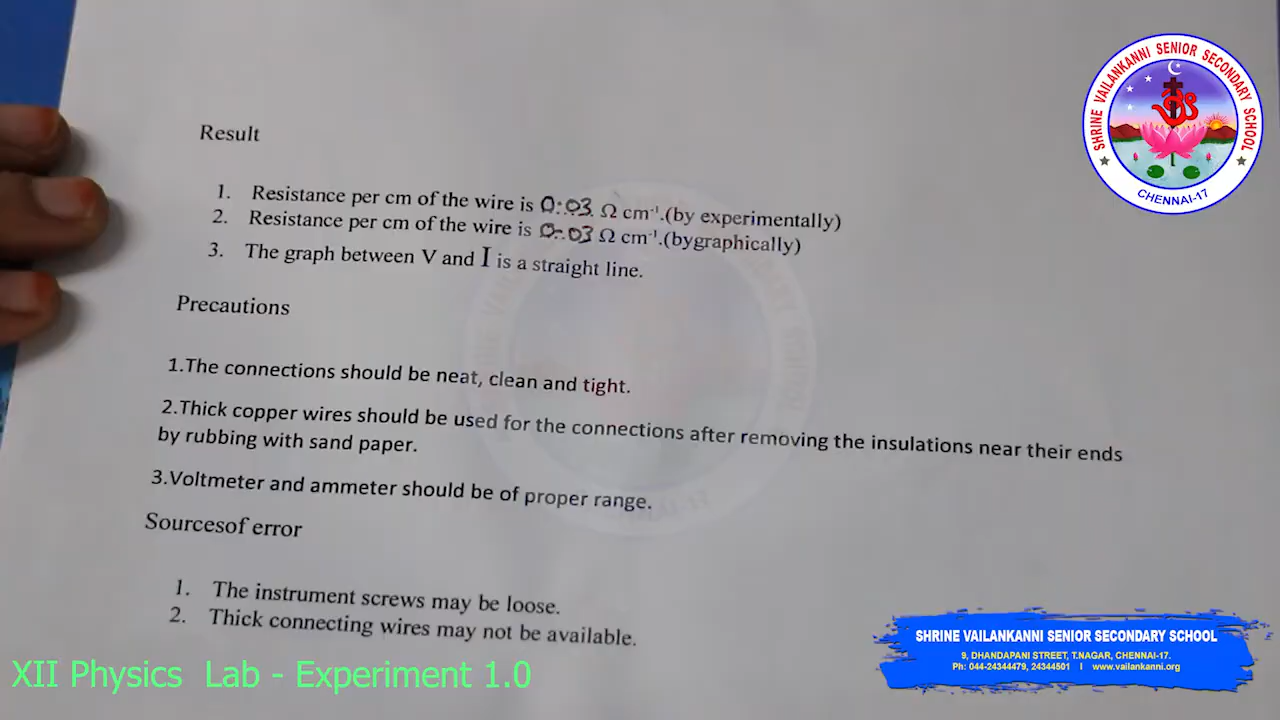 SHRINE VAILANKANNI SENIOR SECONDARY SCHOOL
CHENNAI-17
Result
1. Resistance per cm of the wire is 0.03 Ω cm⁻¹.(by experimentally)
2. Resistance per cm of the wire is 0.03 Ω cm⁻¹.(bygraphically)
3. The graph between V and I is a straight line.
Precautions
1.The connections should be neat, clean and tight.
2.Thick copper wires should be used for the connections after removing the insulations near their ends
by rubbing with sand paper.
3.Voltmeter and ammeter should be of proper range.
Sourcesof error
1. The instrument screws may be loose.
2. Thick connecting wires may not be available.
XII Physics Lab - Experiment 1.0
SHRINE VAILANKANNI SENIOR SECONDARY SCHOOL
9, DHANDAPANI STREET, T.NAGAR, CHENNAI-17.
Ph: 044-24344479, 24344501 I www.vailankanni.org